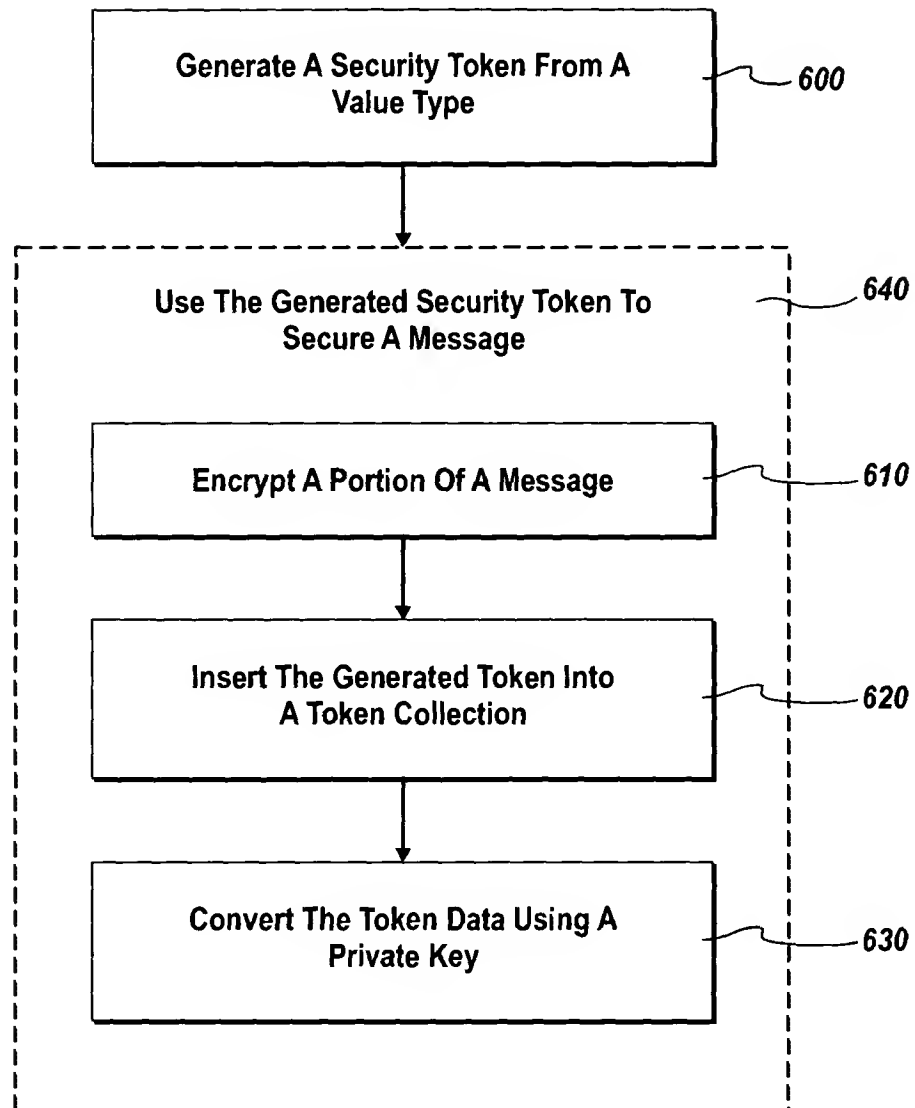 Generate A Security Token From A
Value Type
600
Use The Generated Security Token To
Secure A Message
640
Encrypt A Portion Of A Message
610
Insert The Generated Token Into
A Token Collection
620
Convert The Token Data Using A
Private Key
630